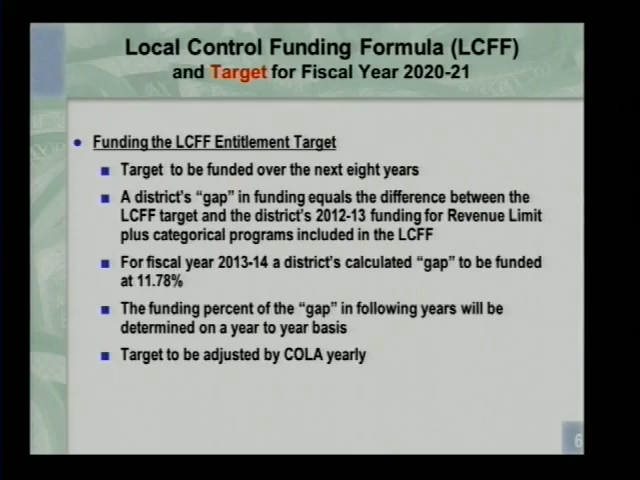 Local Control Funding Formula (LCFF)
and Target for Fiscal Year 2020-21
Funding the LCFF Entitlement Target
Target to be funded over the next eight years
A district's “gap” in funding equals the difference between the
LCFF target and the district's 2012-13 funding for Revenue Limit
plus categorical programs included in the LCFF
For fiscal year 2013-14 a district's calculated “gap” to be funded
at 11.78%
The funding percent of the “gap” in following years will be
determined on a year to year basis
Target to be adjusted by COLA yearly
6